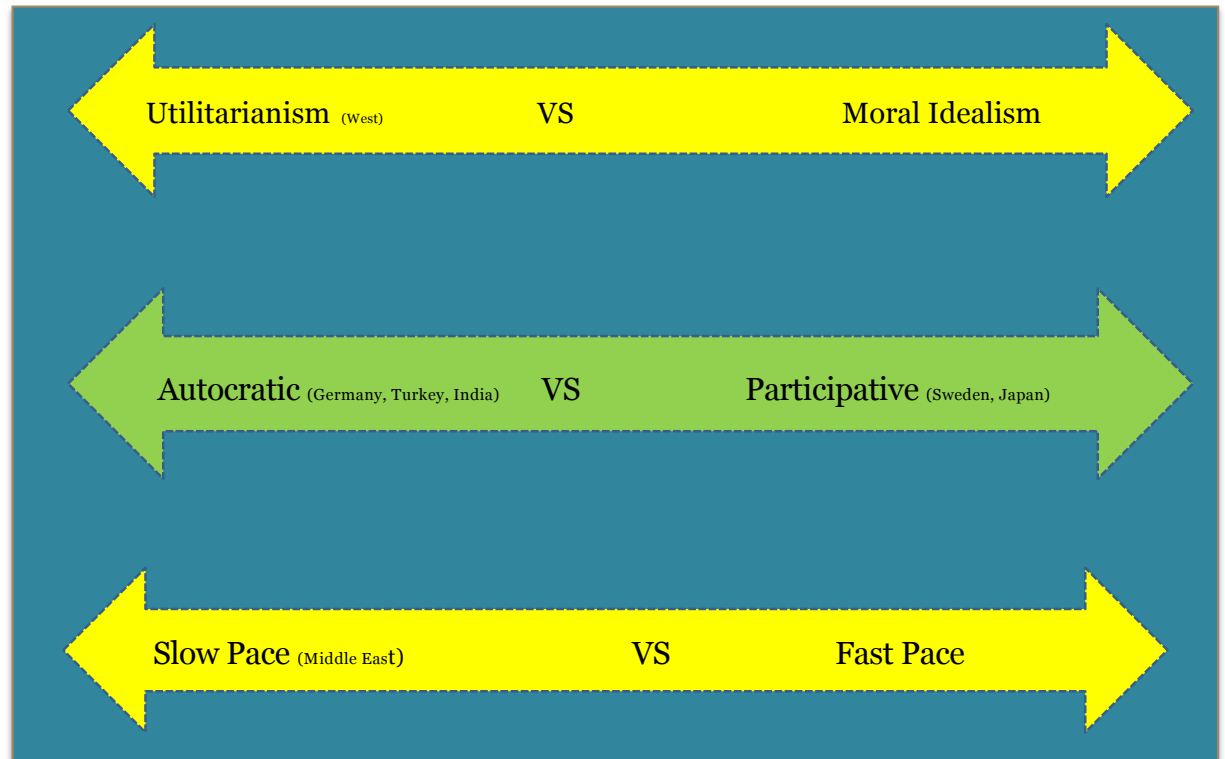 Utilitarianism (West) VS Moral Idealism
Autocratic (Germany, Turkey, India) VS Participative (Sweden, Japan)
Slow Pace (Middle East) VS Fast Pace